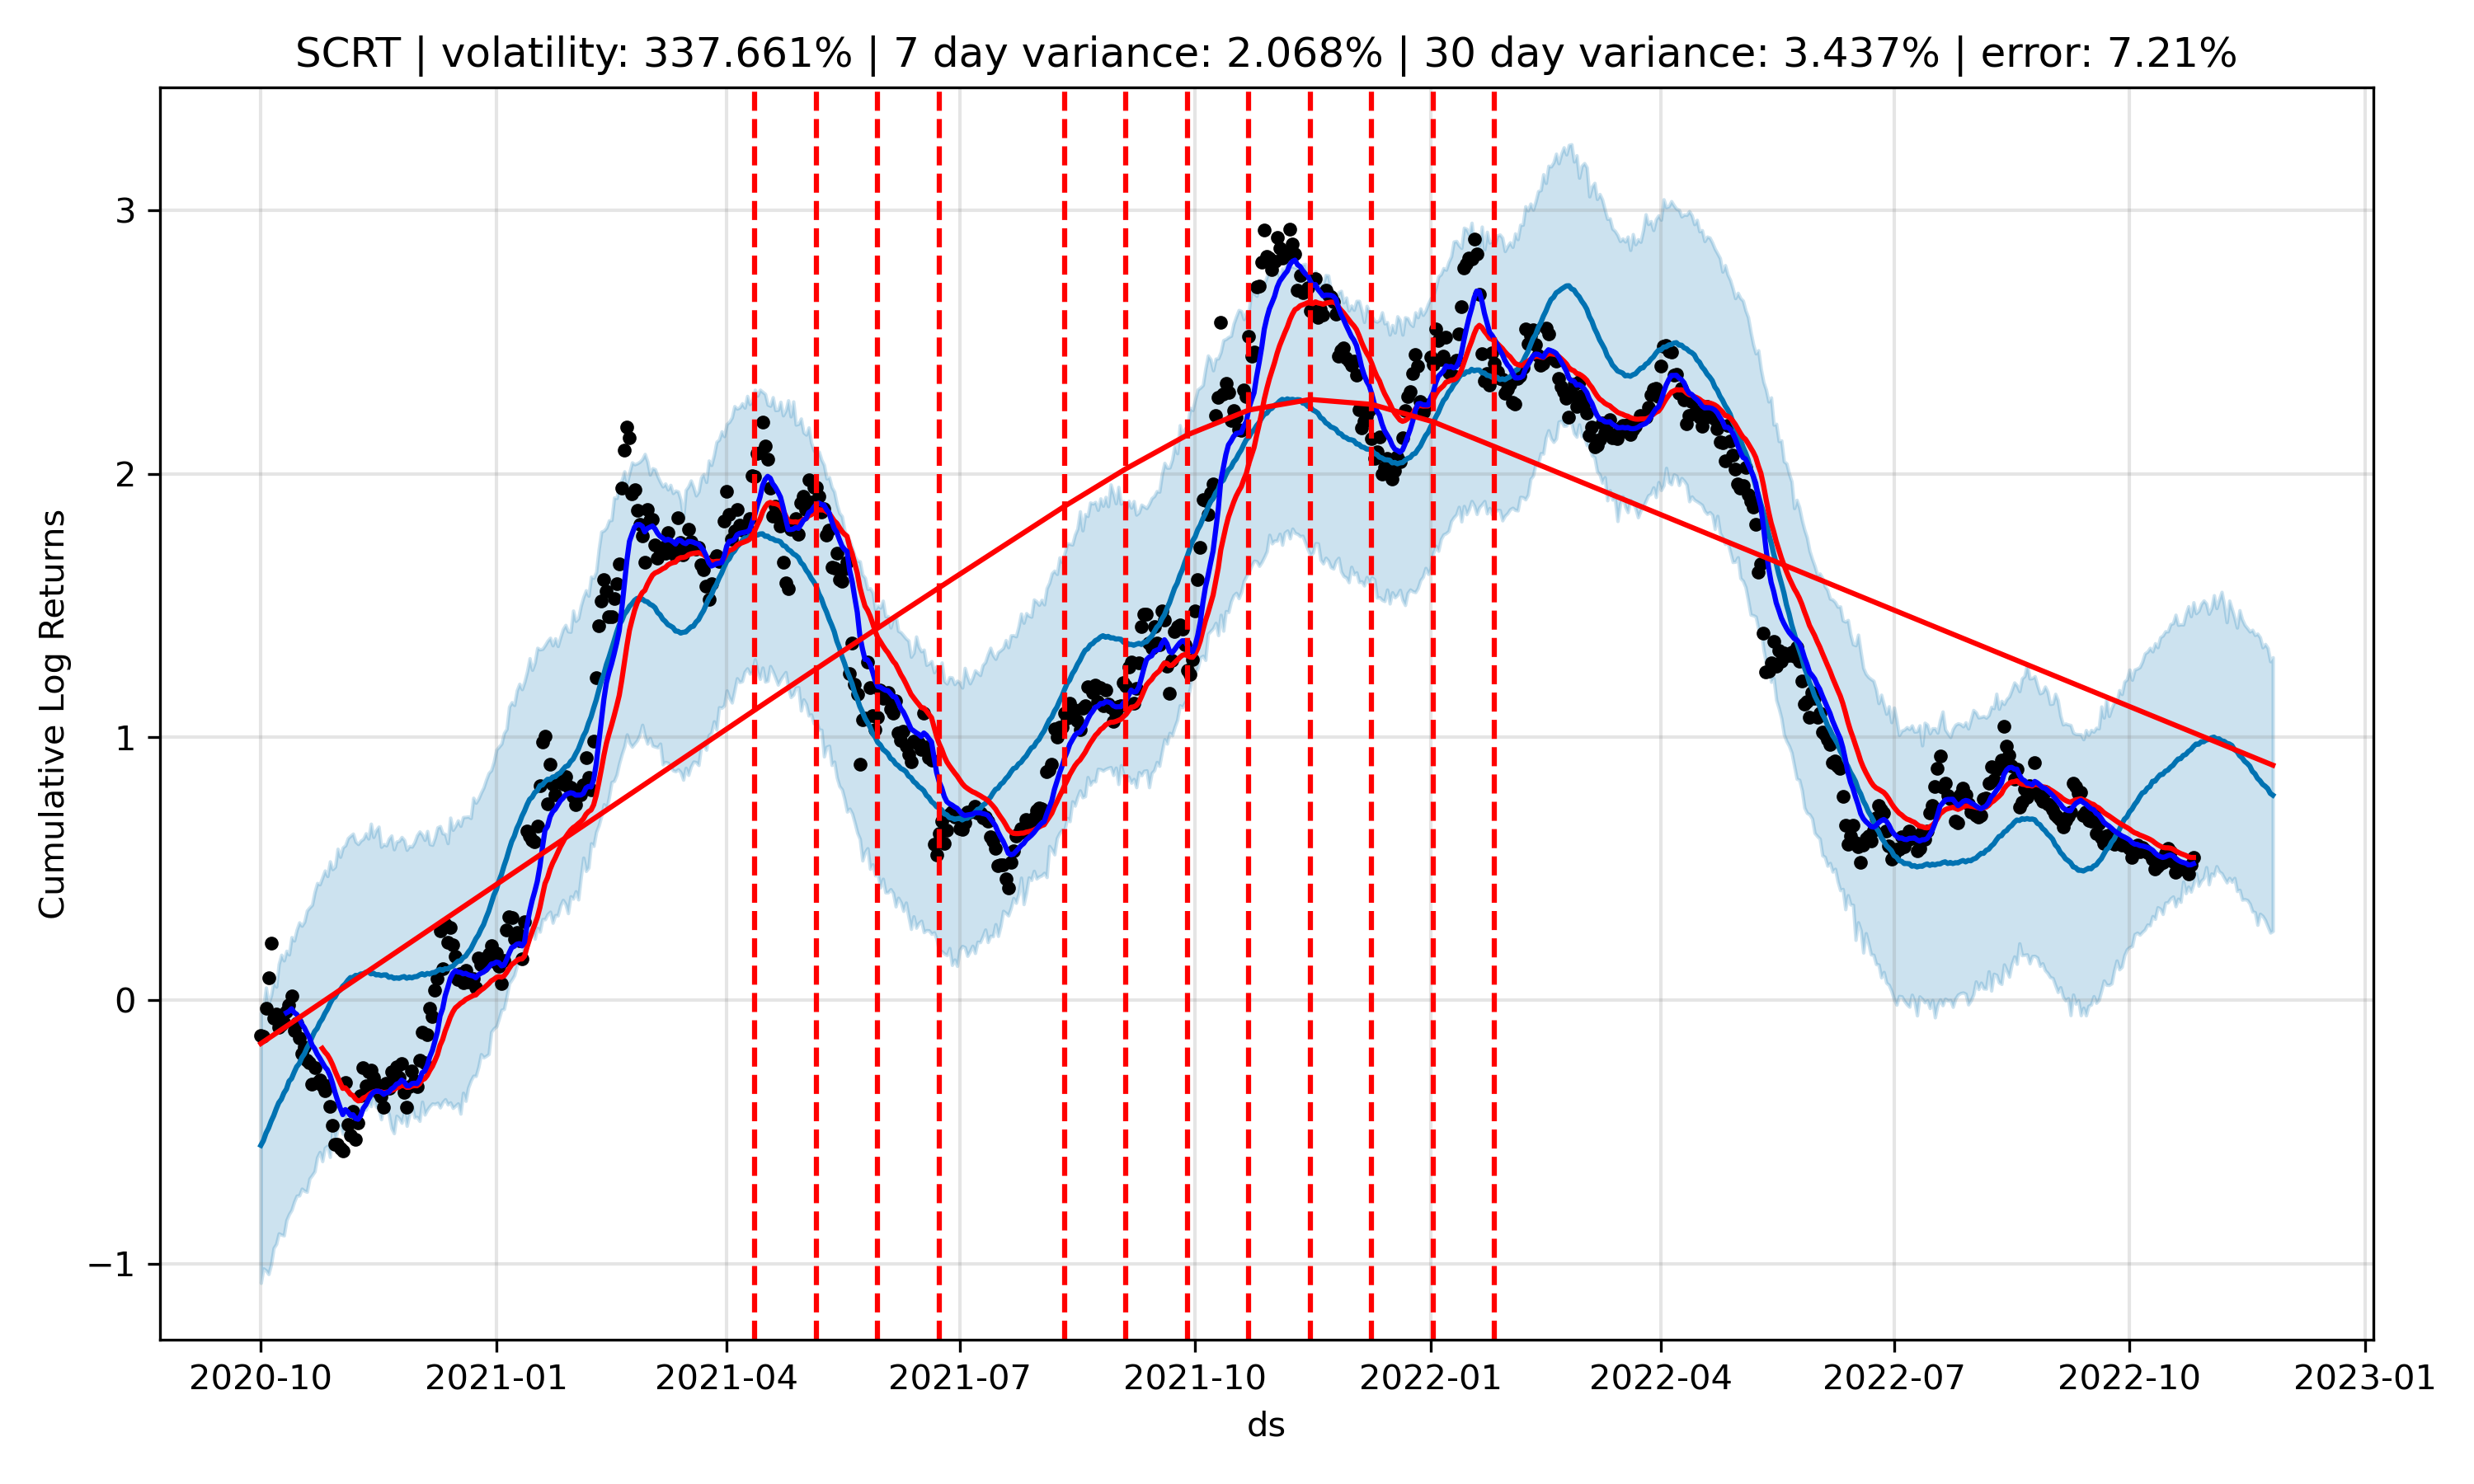 SCRT | volatility: 337.661% | 7 day variance: 2.068% | 30 day variance: 3.437% | error: 7.21%
Cumulative Log Returns
3
2
1
0
−1
2020-10 2021-01 2021-04 2021-07 2021-10 2022-01 2022-04 2022-07 2022-10 2023-01
ds